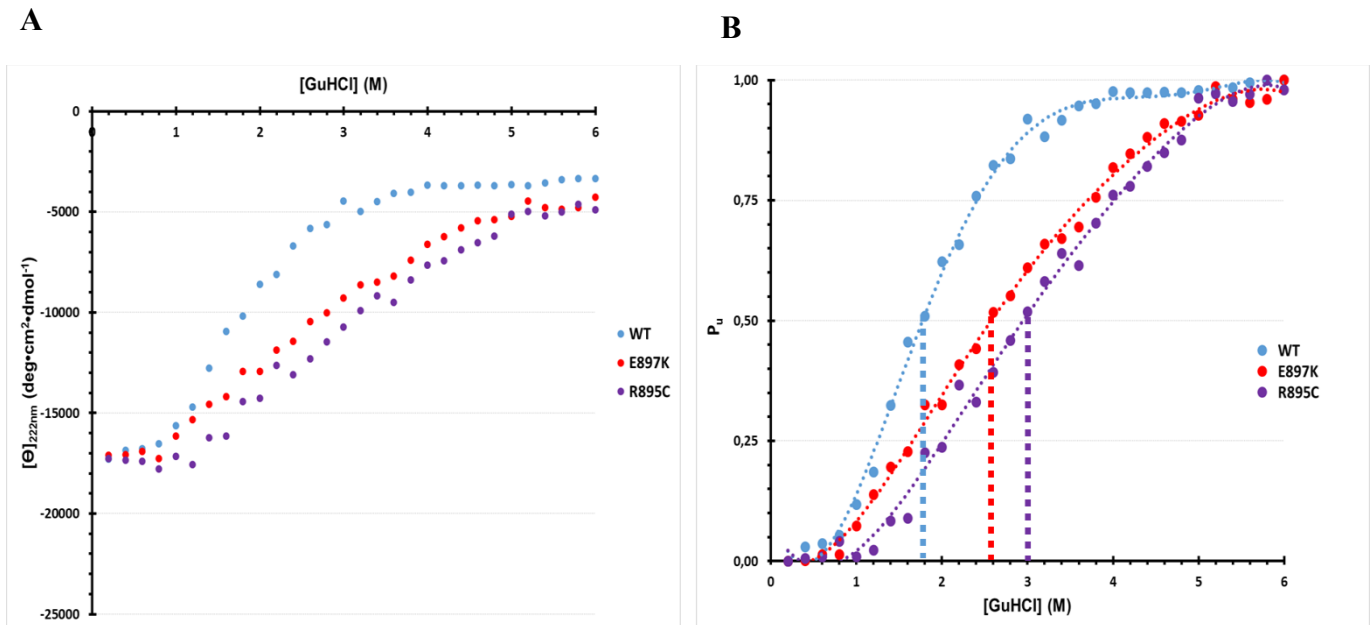 A
B
[GuHCl] (M)
0 1 2 3 4 5 6
0
-5000
-10000
-15000
-20000
-25000
[Θ]222nm (deg•cm²•dmol⁻¹)
WT
E897K
R895C
1,00
0,75
0,50
0,25
0,00
Pu
WT
E897K
R895C
0 1 2 3 4 5 6
[GuHCl] (M)